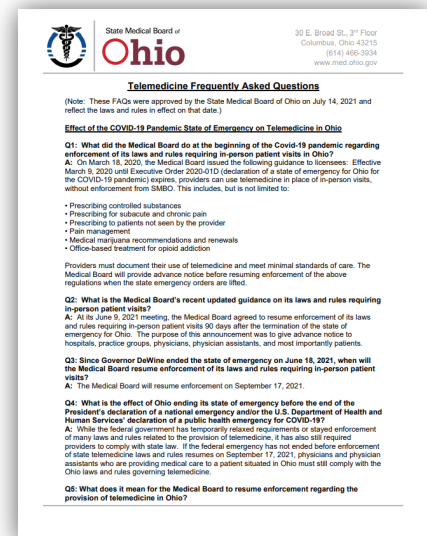 State Medical Board of
Ohio
30 E. Broad St., 3rd Floor
Columbus, Ohio 43215
(614) 466-3934
www.med.ohio.gov
Telemedicine Frequently Asked Questions
(Note: These FAQs were approved by the State Medical Board of Ohio on July 14, 2021 and
reflect the laws and rules in effect on that date.)
Effect of the COVID-19 Pandemic State of Emergency on Telemedicine in Ohio
Q1: What did the Medical Board do at the beginning of the Covid-19 pandemic regarding
enforcement of its laws and rules requiring in-person patient visits in Ohio?
A: On March 18, 2020, the Medical Board issued the following guidance to licensees: Effective
March 9, 2020 until Executive Order 2020-01D (declaration of a state of emergency for Ohio for
the COVID-19 pandemic) expires, providers can use telemedicine in place of in-person visits,
without enforcement from SMBO. This includes, but is not limited to:
• Prescribing controlled substances
• Prescribing for subacute and chronic pain
• Prescribing to patients not seen by the provider
• Pain management
• Medical marijuana recommendations and renewals
• Office-based treatment for opioid addiction
Providers must document their use of telemedicine and meet minimal standards of care. The
Medical Board will provide advance notice before resuming enforcement of the above
regulations when the state emergency orders are lifted.
Q2: What is the Medical Board's recent updated guidance on its laws and rules requiring
in-person patient visits?
A: At its June 9, 2021 meeting, the Medical Board agreed to resume enforcement of its laws
and rules requiring in-person patient visits 90 days after the termination of the state of
emergency for Ohio. The purpose of this announcement was to give advance notice to
hospitals, practice groups, physicians, physician assistants, and most importantly patients.
Q3: Since Governor DeWine ended the state of emergency on June 18, 2021, when will
the Medical Board resume enforcement of its laws and rules requiring in-person patient
visits?
A: The Medical Board will resume enforcement on September 17, 2021.
Q4: What is the effect of Ohio ending its state of emergency before the end of the
President's declaration of a national emergency and/or the U.S. Department of Health and
Human Services' declaration of a public health emergency for COVID-19?
A: While the federal government has temporarily relaxed requirements or stayed enforcement
of many laws and rules related to the provision of telemedicine, it has also still required
providers to comply with state law. If the federal emergency has not ended before enforcement
of state telemedicine laws and rules resumes on September 17, 2021, physicians and physician
assistants who are providing medical care to a patient situated in Ohio must still comply with the
Ohio laws and rules governing telemedicine.
Q5: What does it mean for the Medical Board to resume enforcement regarding the
provision of telemedicine in Ohio?